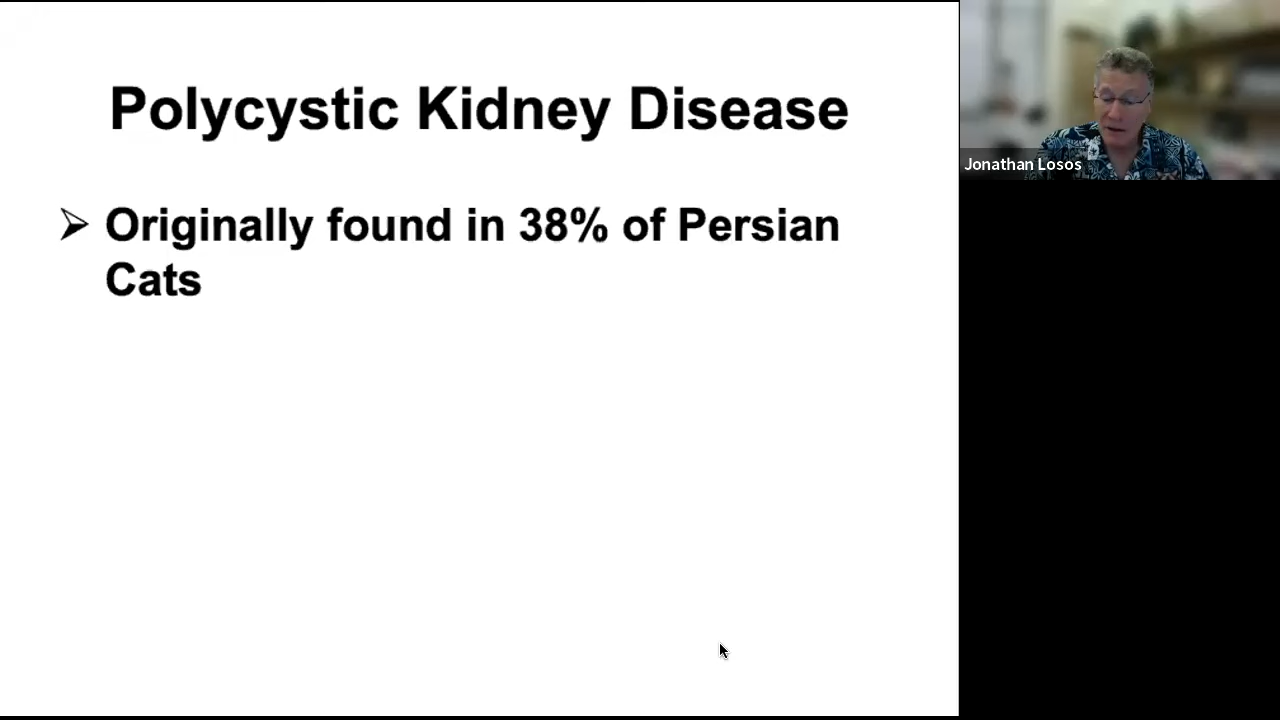 Polycystic Kidney Disease
➢ Originally found in 38% of Persian
Cats
Jonathan Losos